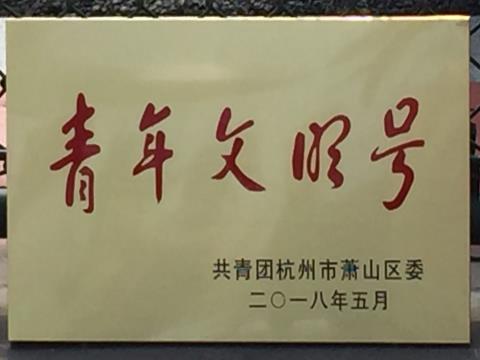 青年文明号
共青团杭州市萧山区委
二〇一八年五月